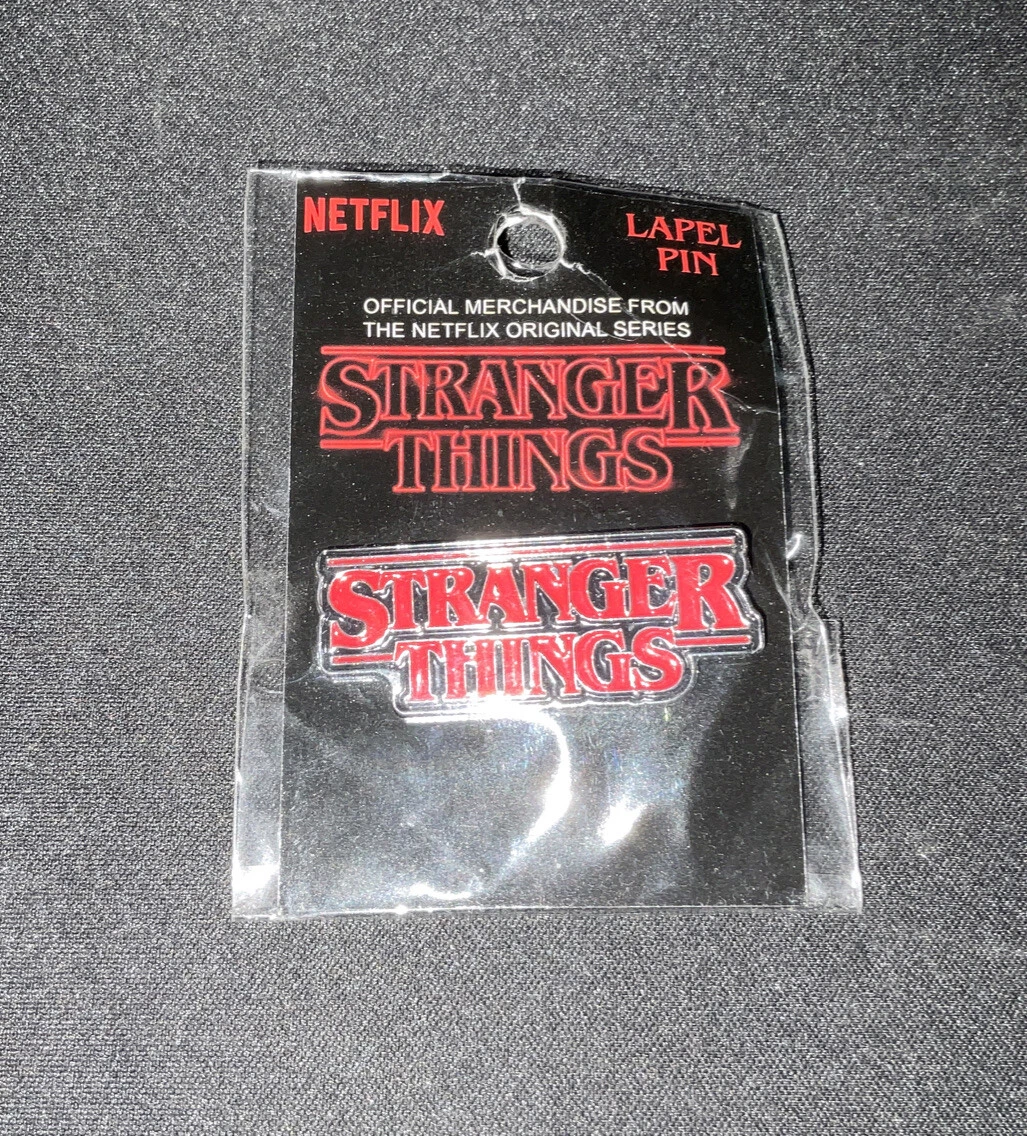 NETFLIX
LAPEL
PIN
OFFICIAL MERCHANDISE FROM
THE NETFLIX ORIGINAL SERIES
STRANGER
THINGS
STRANGER
THINGS